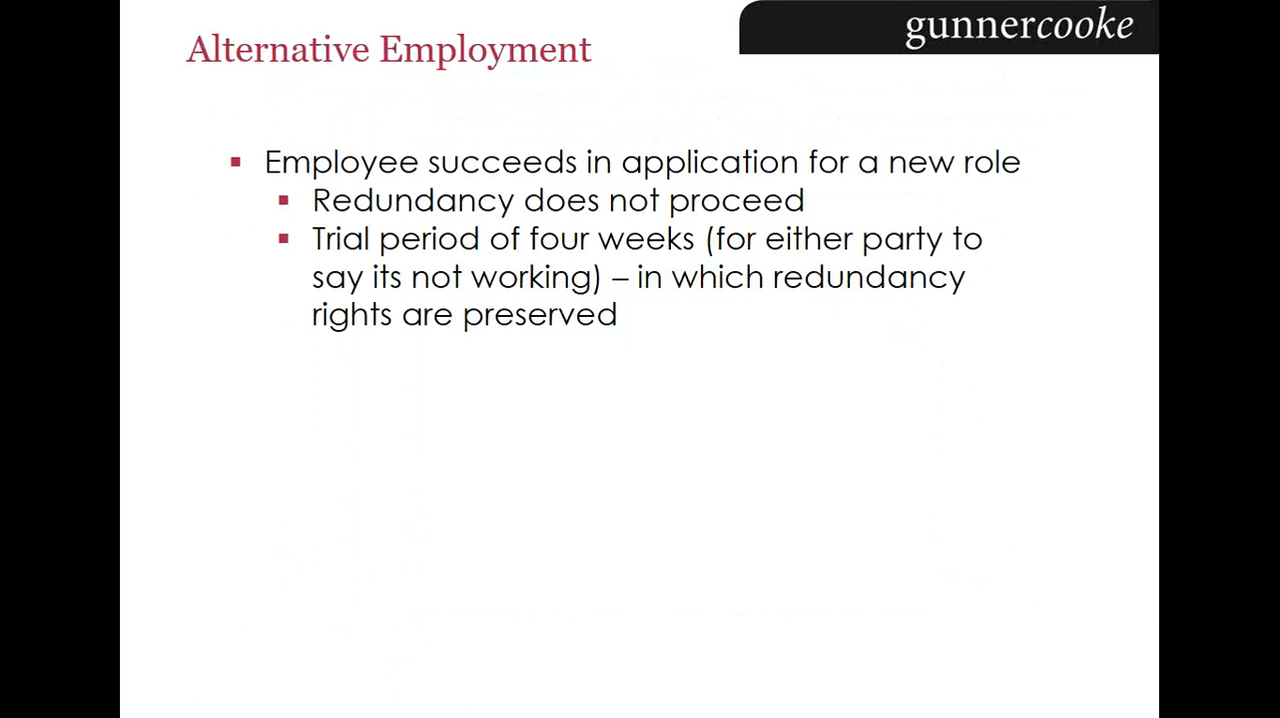 Alternative Employment
gunnercooke
▪ Employee succeeds in application for a new role
▪ Redundancy does not proceed
▪ Trial period of four weeks (for either party to
say its not working) – in which redundancy
rights are preserved